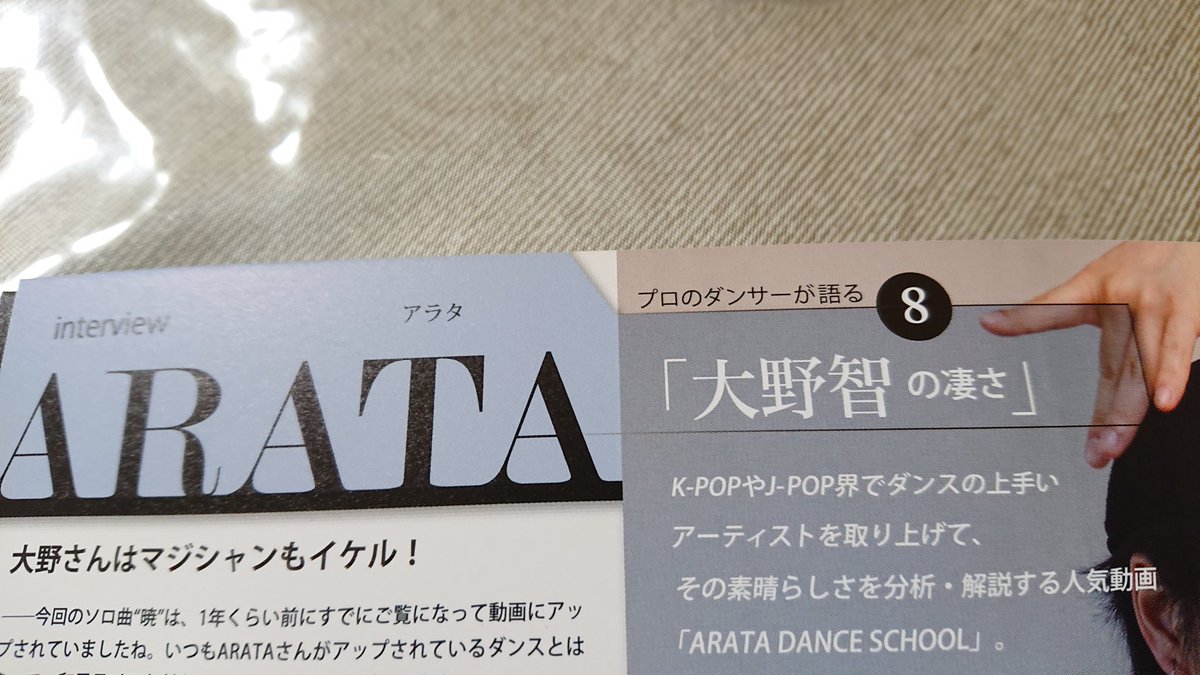 interview
アラタ
ARATA
大野さんはマジシャンもイケル！
──今回のソロ曲“暁”は、1年くらい前にすでにご覧になって動画にアッ
プされていましたね。いつもARATAさんがアップされているダンスとは
プロのダンサーが語る 8
「大野智の凄さ」
K-POPやJ-POP界でダンスの上手い
アーティストを取り上げて、
その素晴らしさを分析・解説する人気動画
「ARATA DANCE SCHOOL」。